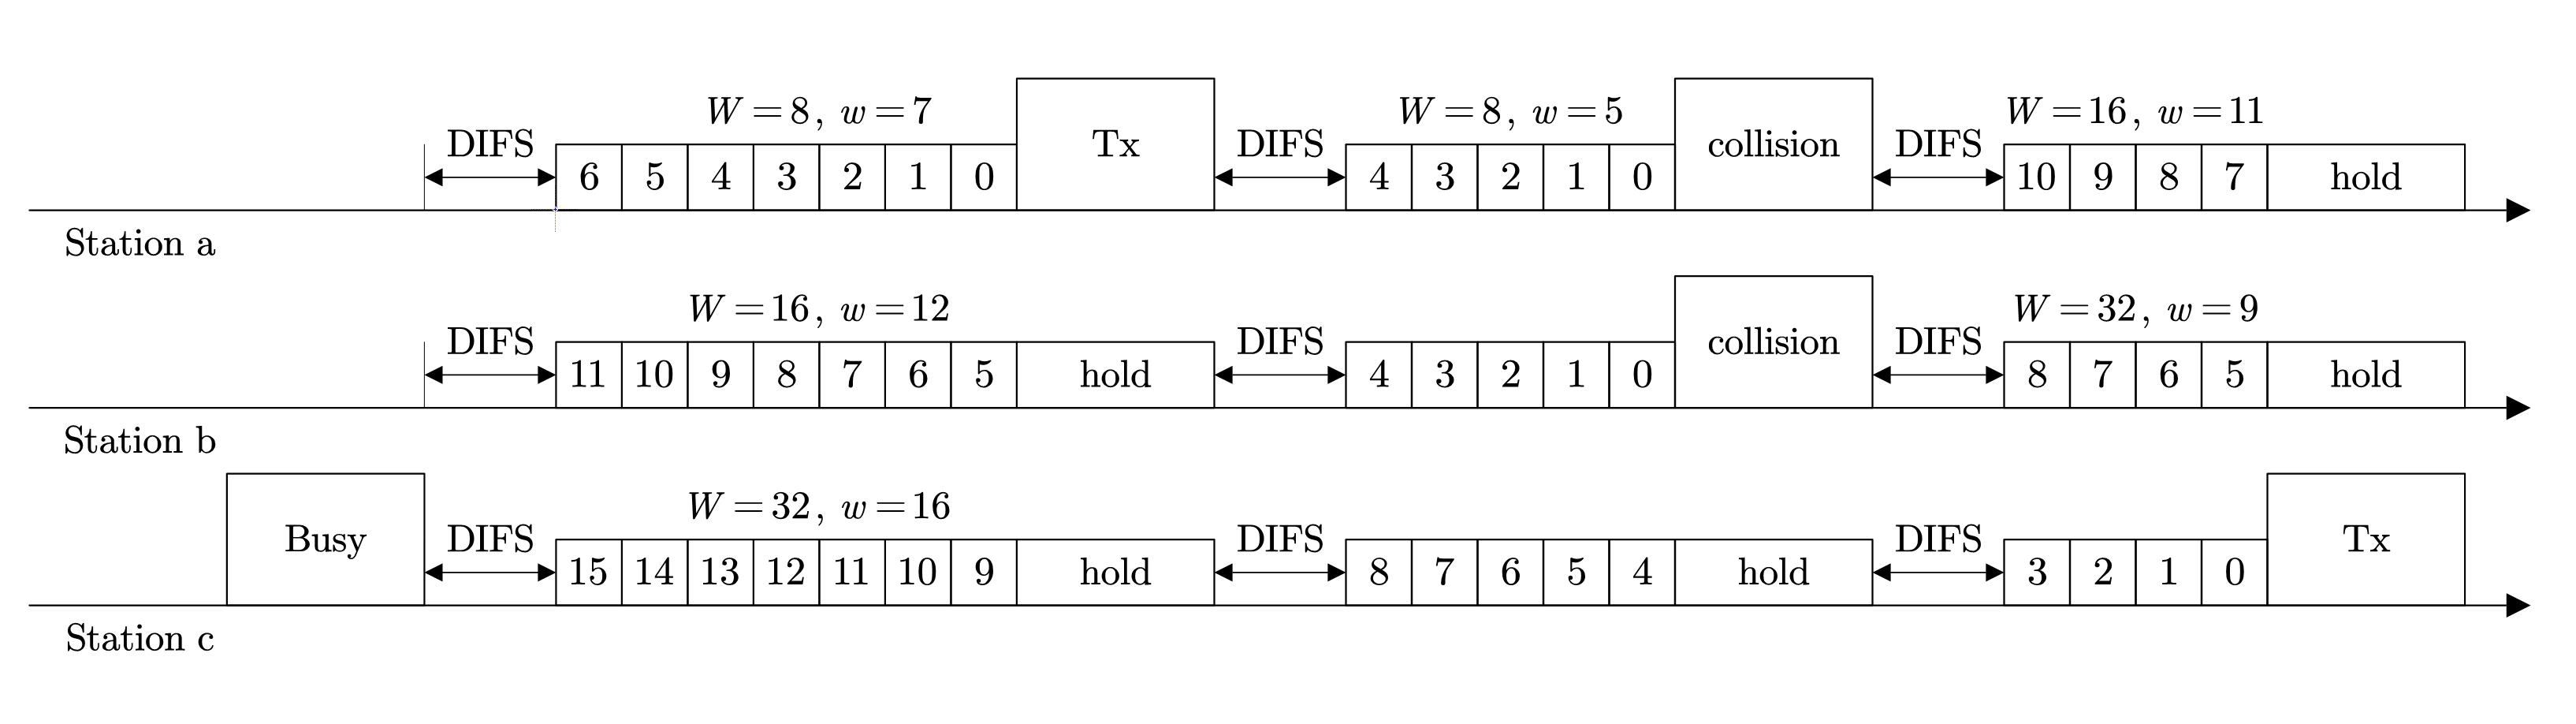 W = 8, w = 7 W = 8, w = 5 W = 16, w = 11
DIFS Tx DIFS collision DIFS
6 5 4 3 2 1 0 4 3 2 1 0 10 9 8 7 hold
Station a
W = 16, w = 12 W = 32, w = 9
DIFS DIFS collision DIFS
11 10 9 8 7 6 5 hold 4 3 2 1 0 8 7 6 5 hold
Station b
W = 32, w = 16
Busy DIFS DIFS DIFS Tx
15 14 13 12 11 10 9 hold 8 7 6 5 4 hold 3 2 1 0
Station c